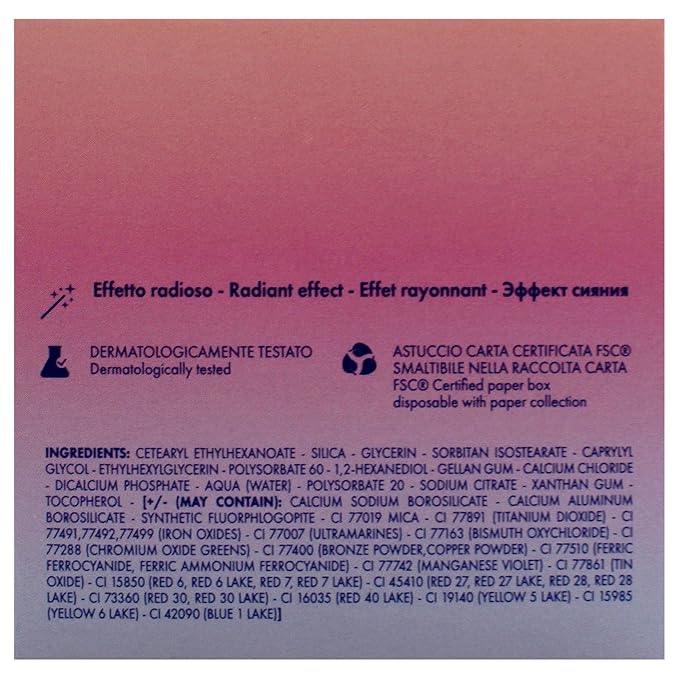 Effetto radioso - Radiant effect - Effet rayonnant - Эффект сияния
DERMATOLOGICAMENTE TESTATO
Dermatologically tested
ASTUCCIO CARTA CERTIFICATA FSC®
SMALTIBILE NELLA RACCOLTA CARTA
FSC® Certified paper box
disposable with paper collection
INGREDIENTS: CETEARYL ETHYLHEXANOATE - SILICA - GLYCERIN - SORBITAN ISOSTEARATE - CAPRYLYL
GLYCOL - ETHYLHEXYLGLYCERIN - POLYSORBATE 60 - 1,2-HEXANEDIOL - GELLAN GUM - CALCIUM CHLORIDE
- DICALCIUM PHOSPHATE - AQUA (WATER) - POLYSORBATE 20 - SODIUM CITRATE - XANTHAN GUM -
TOCOPHEROL - [+/- (MAY CONTAIN): CALCIUM SODIUM BOROSILICATE - CALCIUM ALUMINUM
BOROSILICATE - SYNTHETIC FLUORPHLOGOPITE - CI 77019 MICA - CI 77891 (TITANIUM DIOXIDE) - CI
77491,77492,77499 (IRON OXIDES) - CI 77007 (ULTRAMARINES) - CI 77163 (BISMUTH OXYCHLORIDE) - CI
77288 (CHROMIUM OXIDE GREENS) - CI 77400 (BRONZE POWDER,COPPER POWDER) - CI 77510 (FERRIC
FERROCYANIDE, FERRIC AMMONIUM FERROCYANIDE) - CI 77742 (MANGANESE VIOLET) - CI 77861 (TIN
OXIDE) - CI 15850 (RED 6, RED 6 LAKE, RED 7, RED 7 LAKE) - CI 45410 (RED 27, RED 27 LAKE, RED 28, RED 28
LAKE) - CI 73360 (RED 30, RED 30 LAKE) - CI 16035 (RED 40 LAKE) - CI 19140 (YELLOW 5 LAKE) - CI 15985
(YELLOW 6 LAKE) - CI 42090 (BLUE 1 LAKE)]